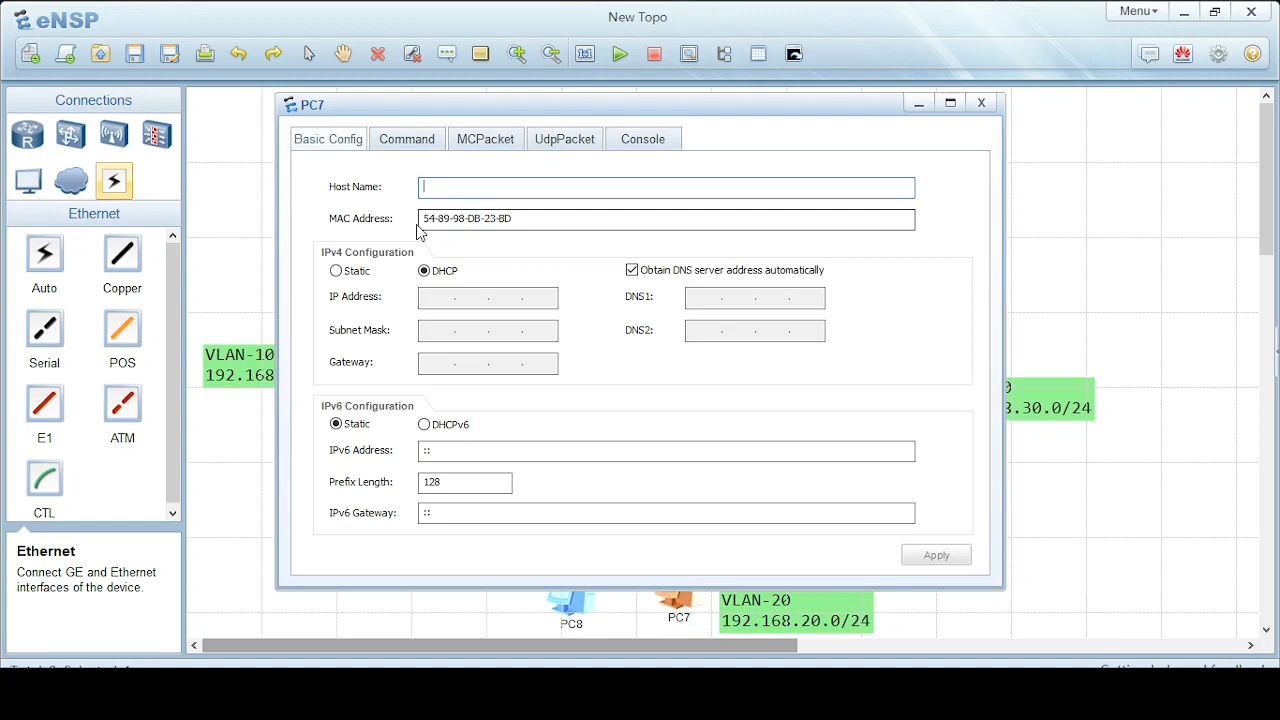 eNSP
New Topo
Menu
Connections
Ethernet
Auto
Copper
Serial
POS
E1
ATM
CTL
Ethernet
Connect GE and Ethernet
interfaces of the device.
PC7
Basic Config
Command
MCPacket
UdpPacket
Console
Host Name:
MAC Address: 54-89-98-DB-23-BD
IPv4 Configuration
Static DHCP Obtain DNS server address automatically
IP Address: . . . DNS1: . . .
Subnet Mask: . . . DNS2: . . .
Gateway: . . .
IPv6 Configuration
Static DHCPv6
IPv6 Address: ::
Prefix Length: 128
IPv6 Gateway: ::
Apply
VLAN-10
192.168
0
.30.0/24
PC8
PC7
VLAN-20
192.168.20.0/24